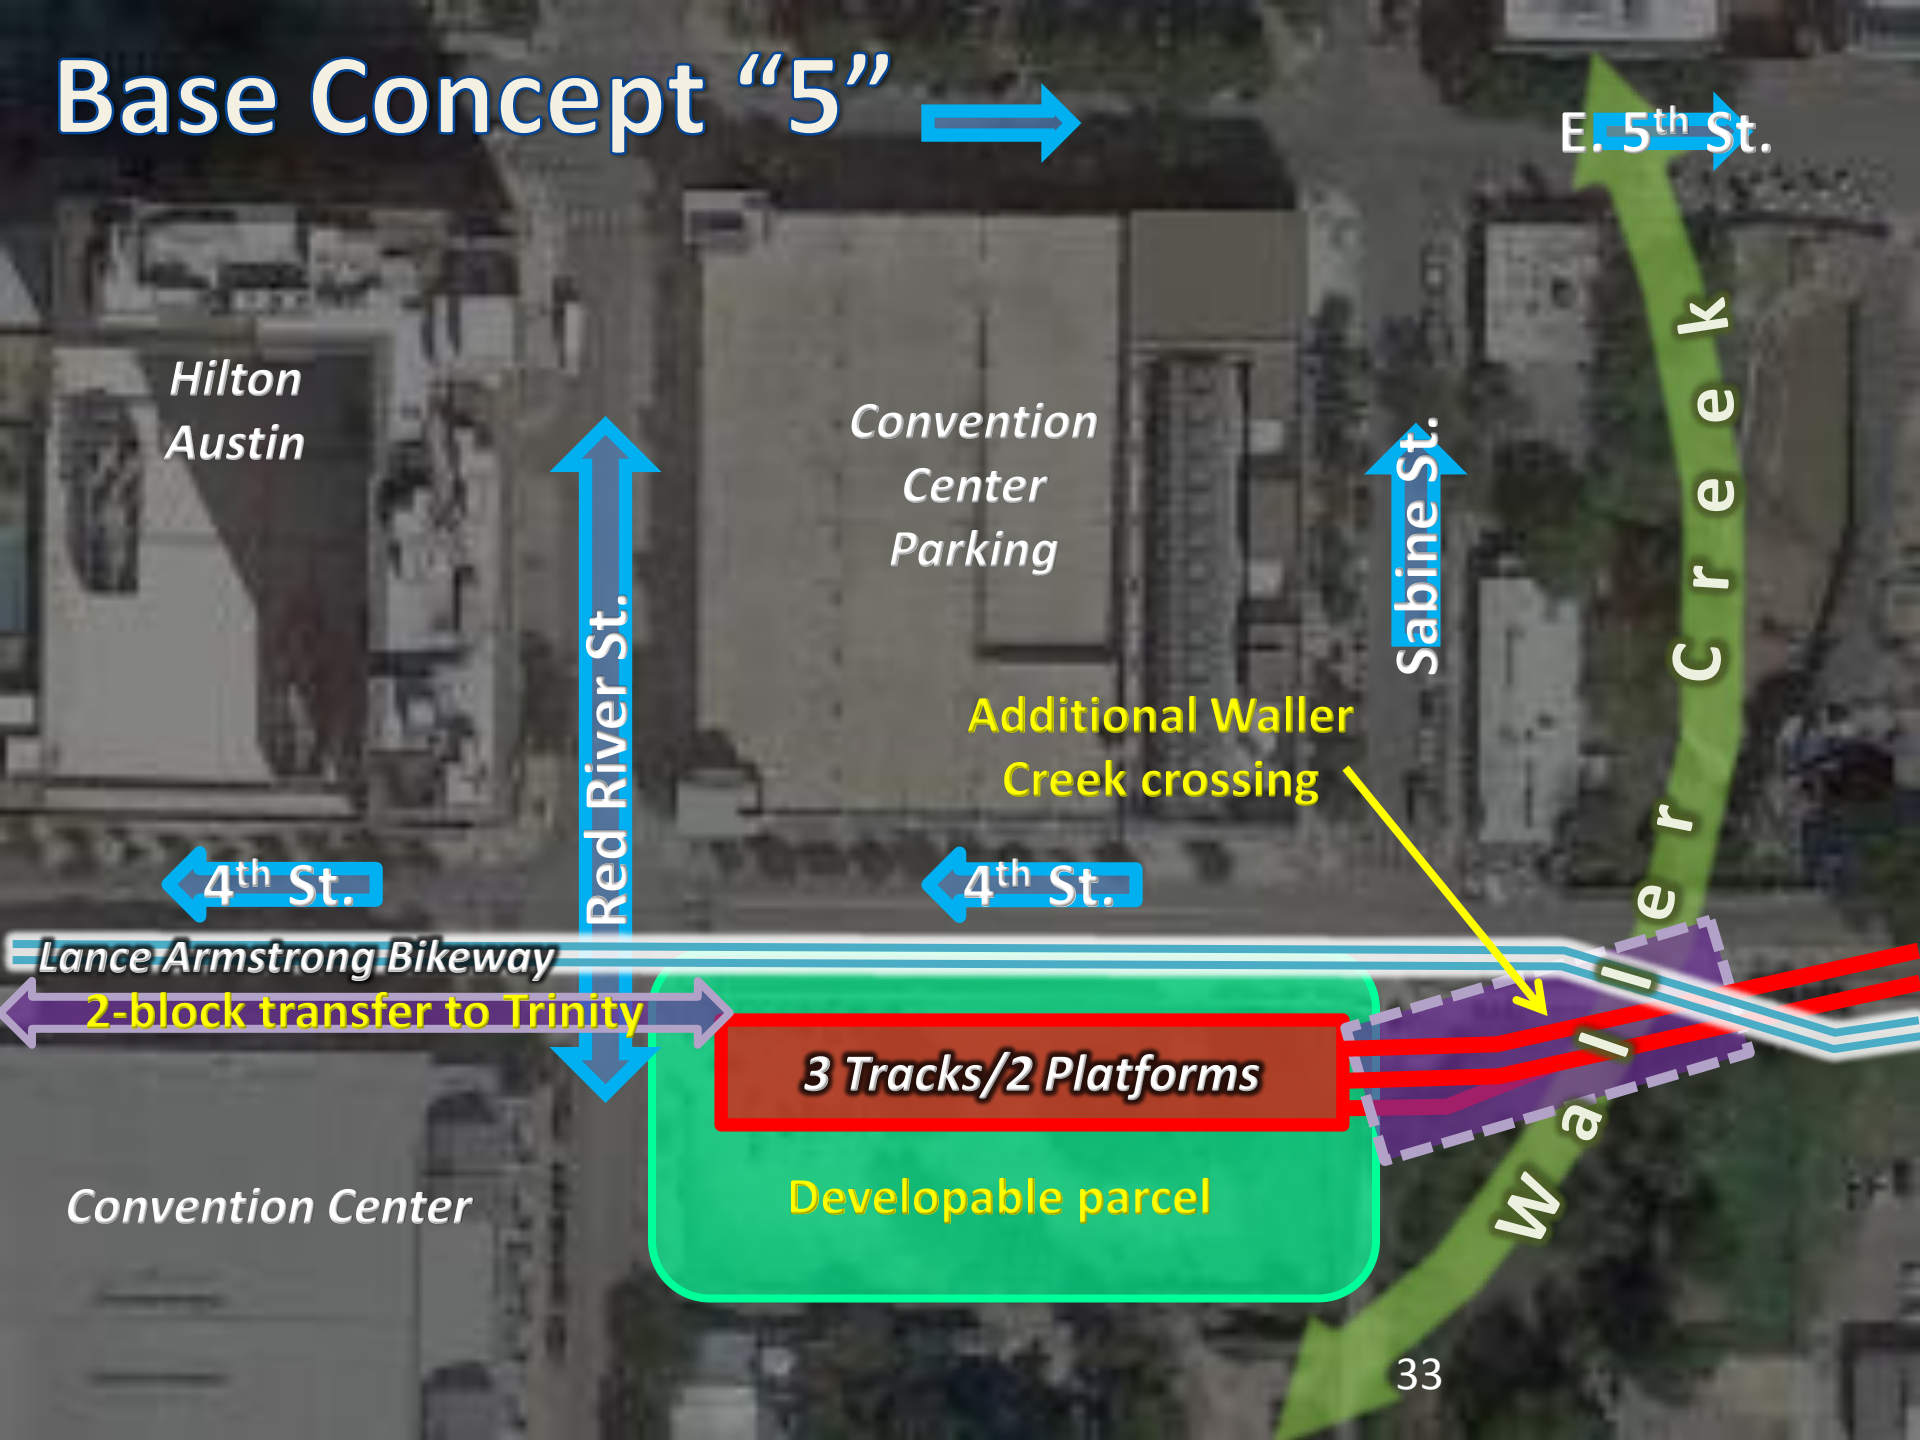 Base Concept “5”
E. 5th St.
Hilton
Austin
Convention
Center
Parking
Sabine St.
Waller Creek
Red River St.
Additional Waller
Creek crossing
4th St.
4th St.
Lance Armstrong Bikeway
2-block transfer to Trinity
3 Tracks/2 Platforms
Developable parcel
Convention Center
33